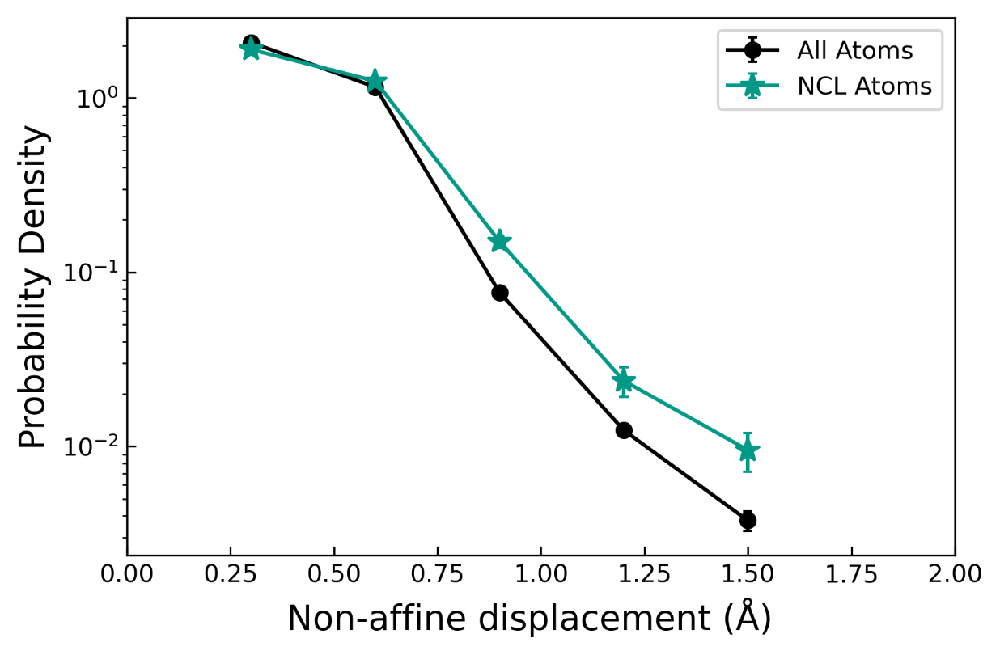 All Atoms
NCL Atoms
Probability Density
10⁰
10⁻¹
10⁻²
0.00 0.25 0.50 0.75 1.00 1.25 1.50 1.75 2.00
Non-affine displacement (Å)